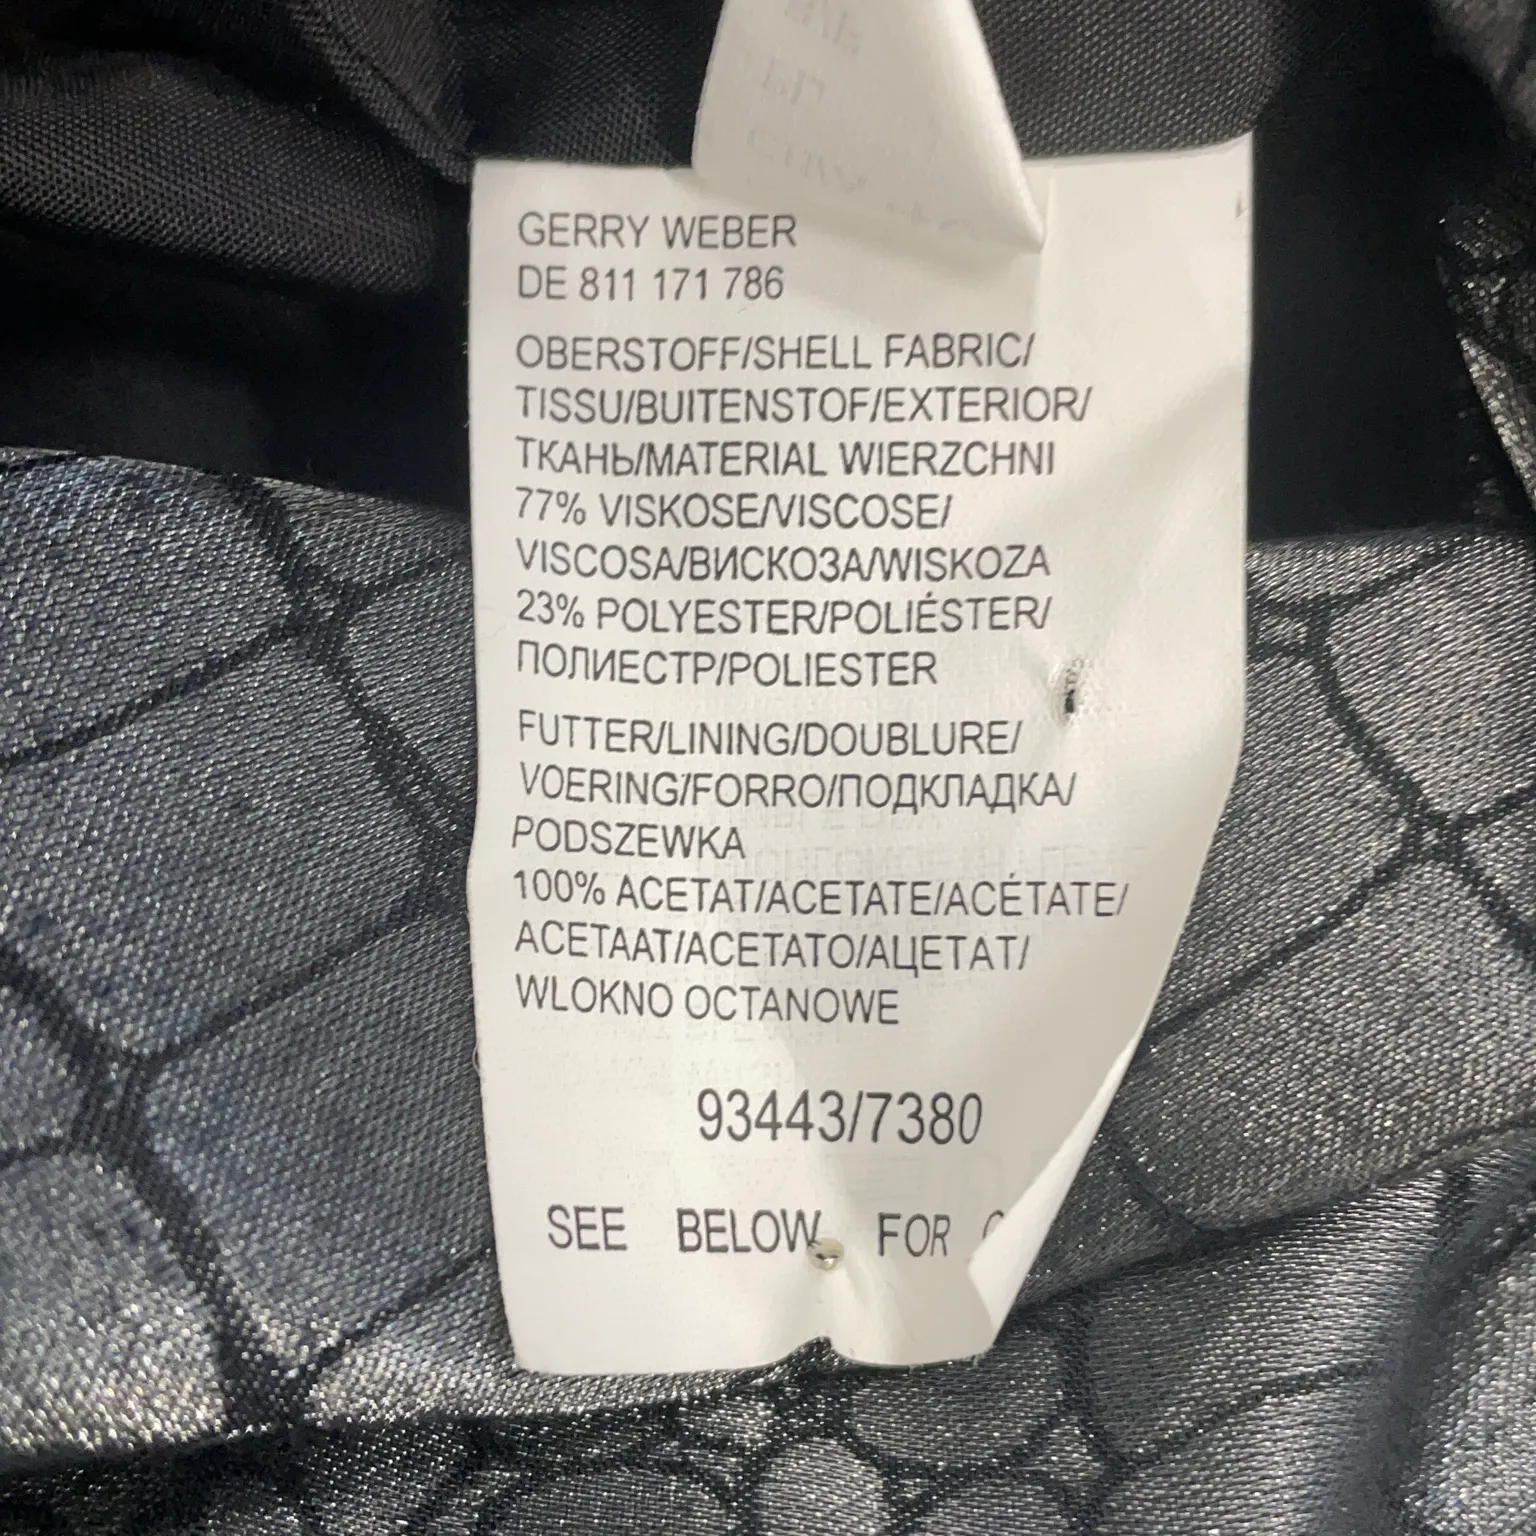 GERRY WEBER
DE 811 171 786
OBERSTOFF/SHELL FABRIC/
TISSU/BUITENSTOF/EXTERIOR/
ТКАНЬ/MATERIAL WIERZCHNI
77% VISKOSE/VISCOSE/
VISCOSA/ВИСКОЗА/WISKOZA
23% POLYESTER/POLIÉSTER/
ПОЛИЕСТР/POLIESTER
FUTTER/LINING/DOUBLURE/
VOERING/FORRO/ПОДКЛАДКА/
PODSZEWKA
100% ACETAT/ACETATE/ACÉTATE/
ACETAAT/ACETATO/АЦЕТАТ/
WLOKNO OCTANOWE
93443/7380
SEE BELOW FOR